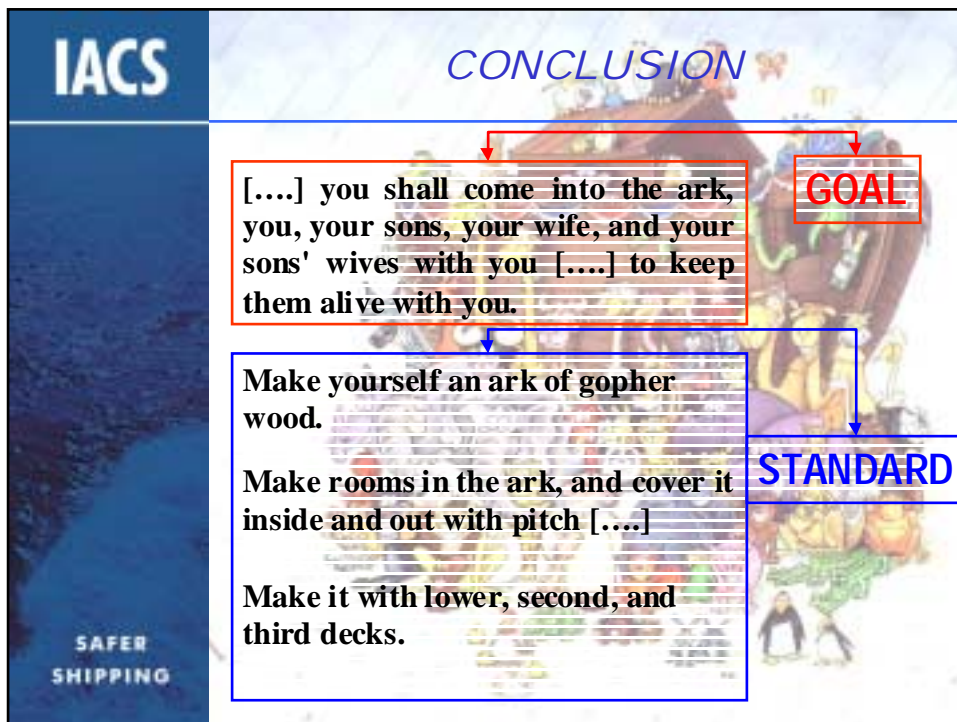 IACS
CONCLUSION
[....] you shall come into the ark,
you, your sons, your wife, and your
sons' wives with you [....] to keep
them alive with you.
GOAL
Make yourself an ark of gopher
wood.
Make rooms in the ark, and cover it
inside and out with pitch [....]
Make it with lower, second, and
third decks.
STANDARD
SAFER
SHIPPING